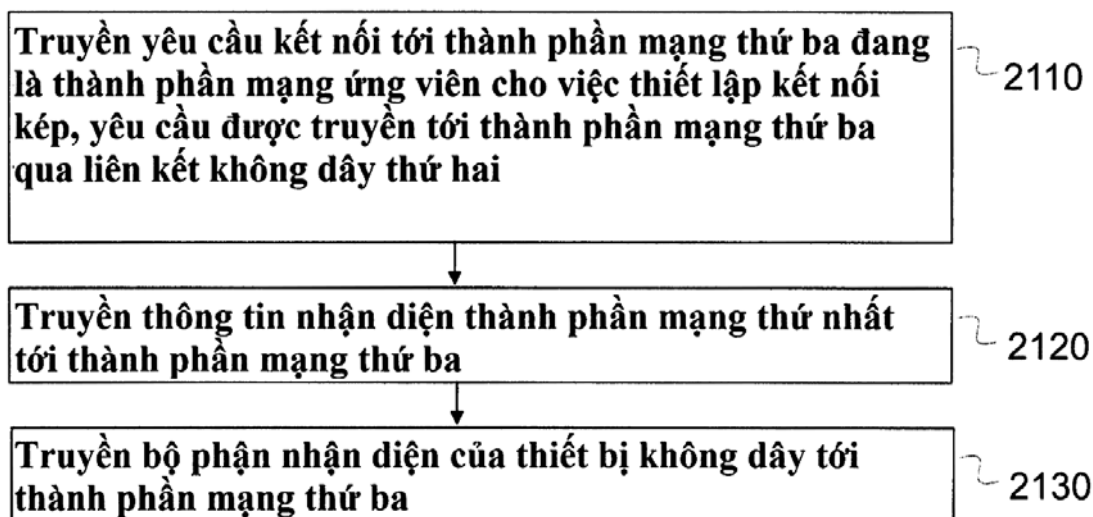 Truyền yêu cầu kết nối tới thành phần mạng thứ ba đang
là thành phần mạng ứng viên cho việc thiết lập kết nối
kép, yêu cầu được truyền tới thành phần mạng thứ ba
qua liên kết không dây thứ hai
2110
Truyền thông tin nhận diện thành phần mạng thứ nhất
tới thành phần mạng thứ ba
2120
Truyền bộ phận nhận diện của thiết bị không dây tới
thành phần mạng thứ ba
2130